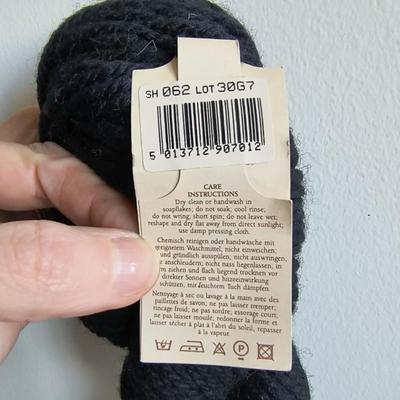 SH 062 LOT 30G7
5 013712 907012
CARE
INSTRUCTIONS
Dry clean or handwash in
soapflakes; do not soak, cool rinse,
do not wring, short spin; do not leave wet,
reshape and dry flat away from direct sunlight;
use damp pressing cloth.
Chemisch reinigen oder handwäsche mit
Waschmittel; nicht einweichen;
und gründlich ausspülen; nicht auswringen,
anschleudern; nicht nass liegenlassen, in
ziehen und flach liegend trocknen vor
direkter Sonnen und hitzeeinwirkung
schützen, mit feuchtem Tuch dämpfen.
Nettoyage à sec ou lavage à la main avec des
paillettes de savon; ne pas laisser tremper;
rincage froid; ne pas sordre, essorage court;
ne pas laisser moulé; redonner la forme et
laisser sécher à plat à l'abri du soleil, repasser
à la vapeur.
P